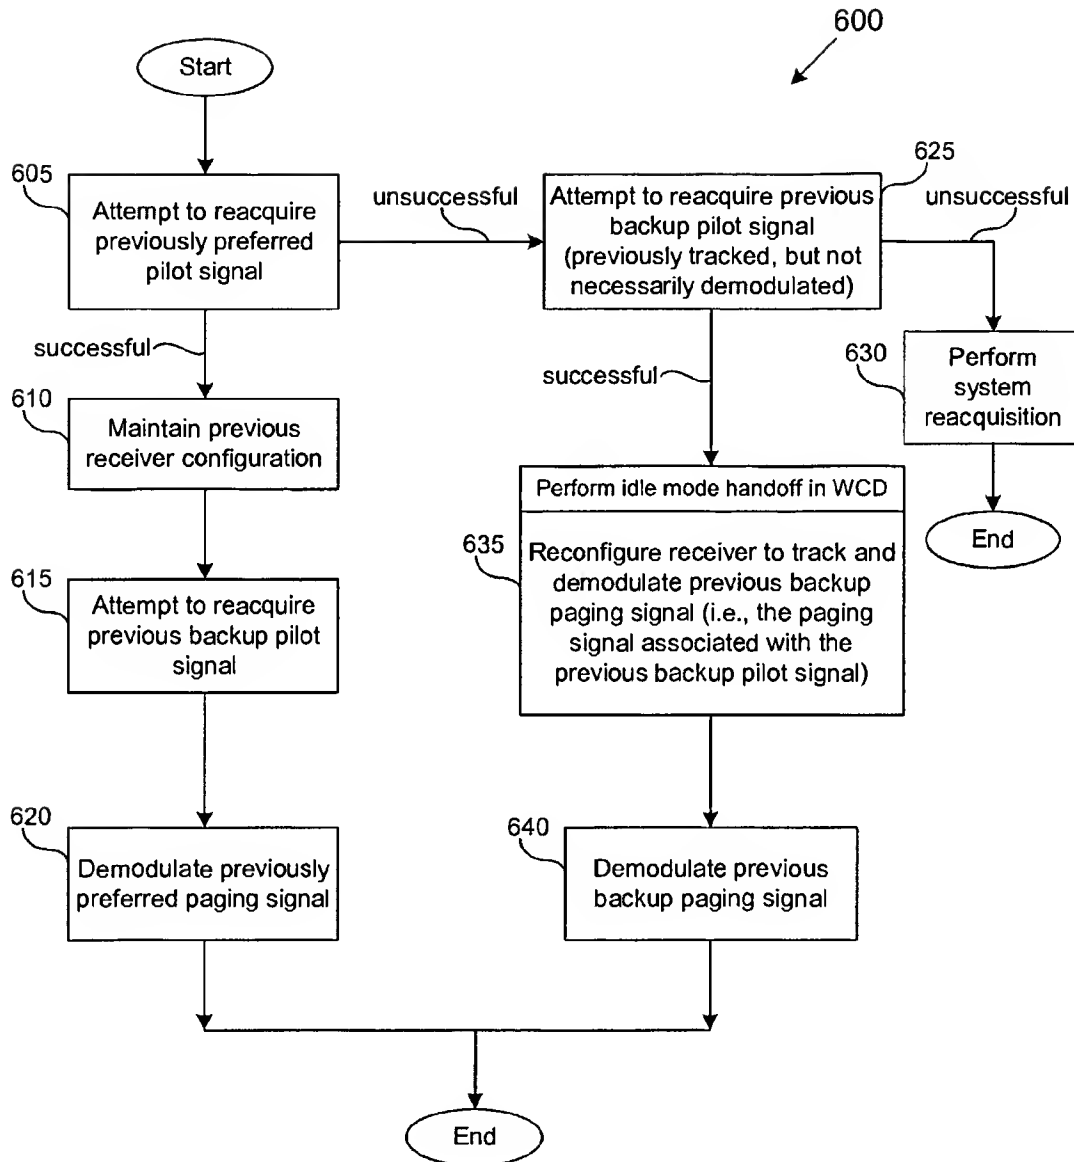 600
Start
605
Attempt to reacquire
previously preferred
pilot signal
unsuccessful
625
Attempt to reacquire previous
backup pilot signal
(previously tracked, but not
necessarily demodulated)
unsuccessful
successful
610
Maintain previous
receiver configuration
successful
630
Perform
system
reacquisition
End
615
Attempt to reacquire
previous backup pilot
signal
Perform idle mode handoff in WCD
635
Reconfigure receiver to track and
demodulate previous backup
paging signal (i.e., the paging
signal associated with the
previous backup pilot signal)
620
Demodulate previously
preferred paging signal
640
Demodulate previous
backup paging signal
End